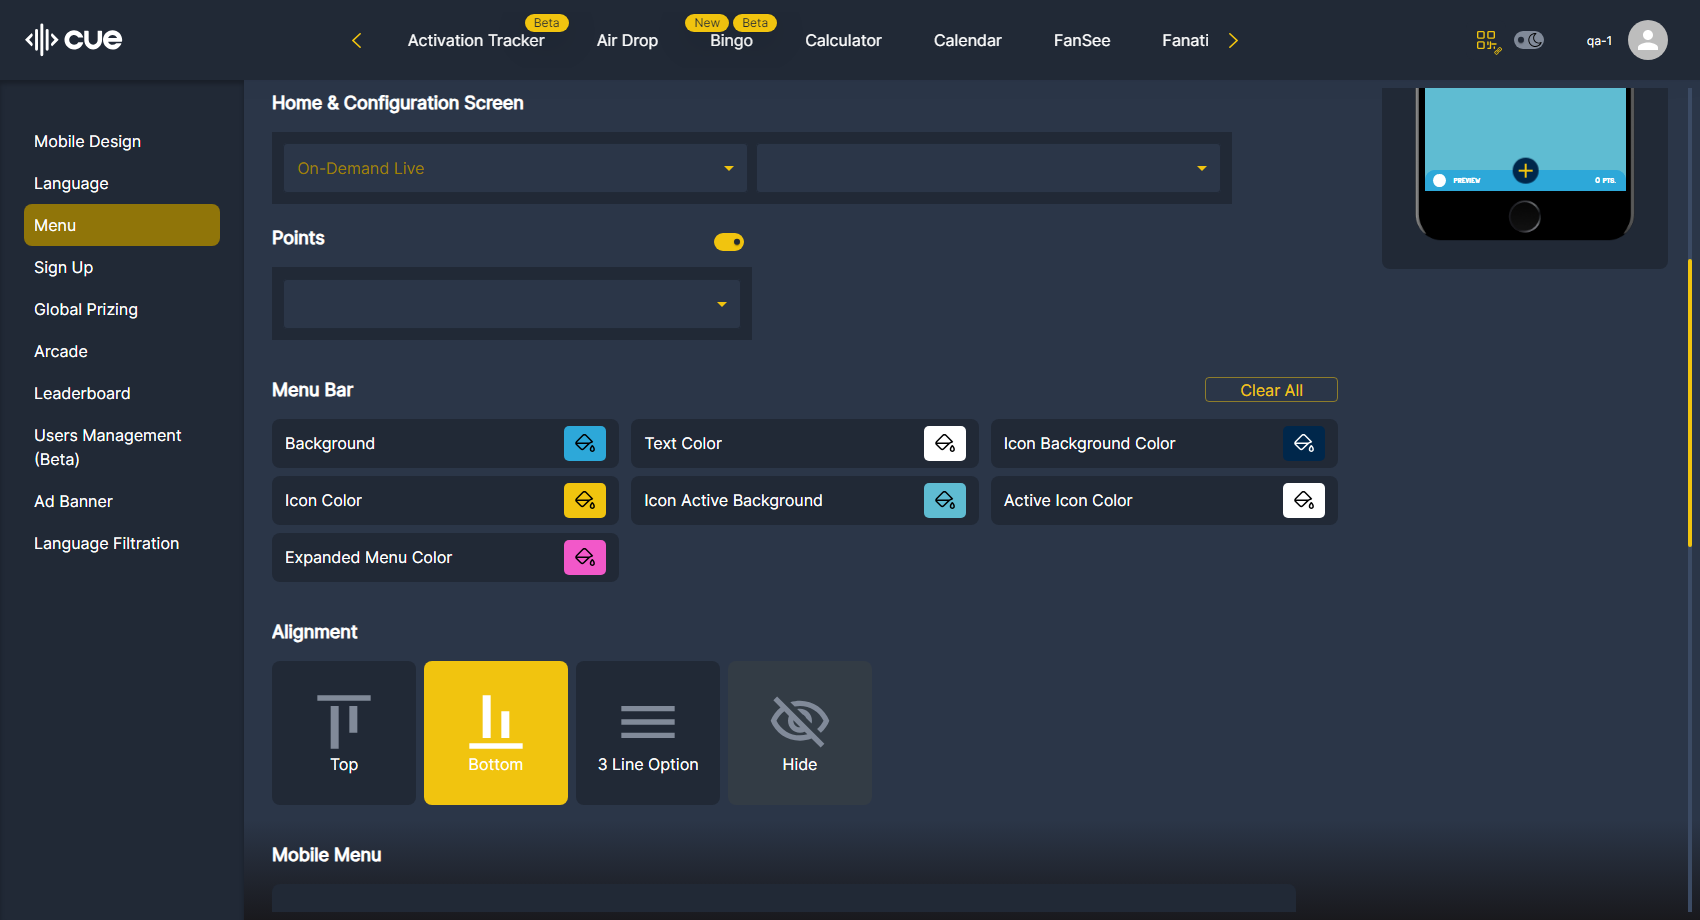 cue
Beta
New
Beta
Activation Tracker
Air Drop
Bingo
Calculator
Calendar
FanSee
Fanati
qa-1
Mobile Design
Language
Menu
Sign Up
Global Prizing
Arcade
Leaderboard
Users Management
(Beta)
Ad Banner
Language Filtration
Home & Configuration Screen
On-Demand Live
PREVIEW
0 PTS.
Points
Menu Bar
Clear All
Background
Text Color
Icon Background Color
Icon Color
Icon Active Background
Active Icon Color
Expanded Menu Color
Alignment
Top
Bottom
3 Line Option
Hide
Mobile Menu